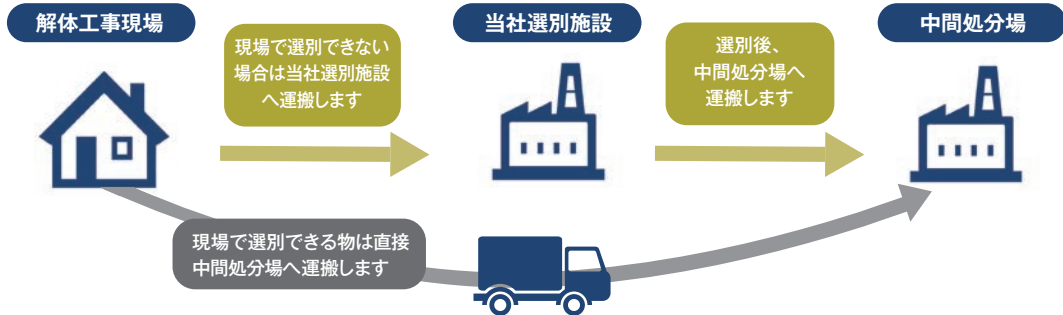 解体工事現場
当社選別施設
中間処分場
現場で選別できない
場合は当社選別施設
へ運搬します
選別後、
中間処分場へ
運搬します
現場で選別できる物は直接
中間処分場へ運搬します